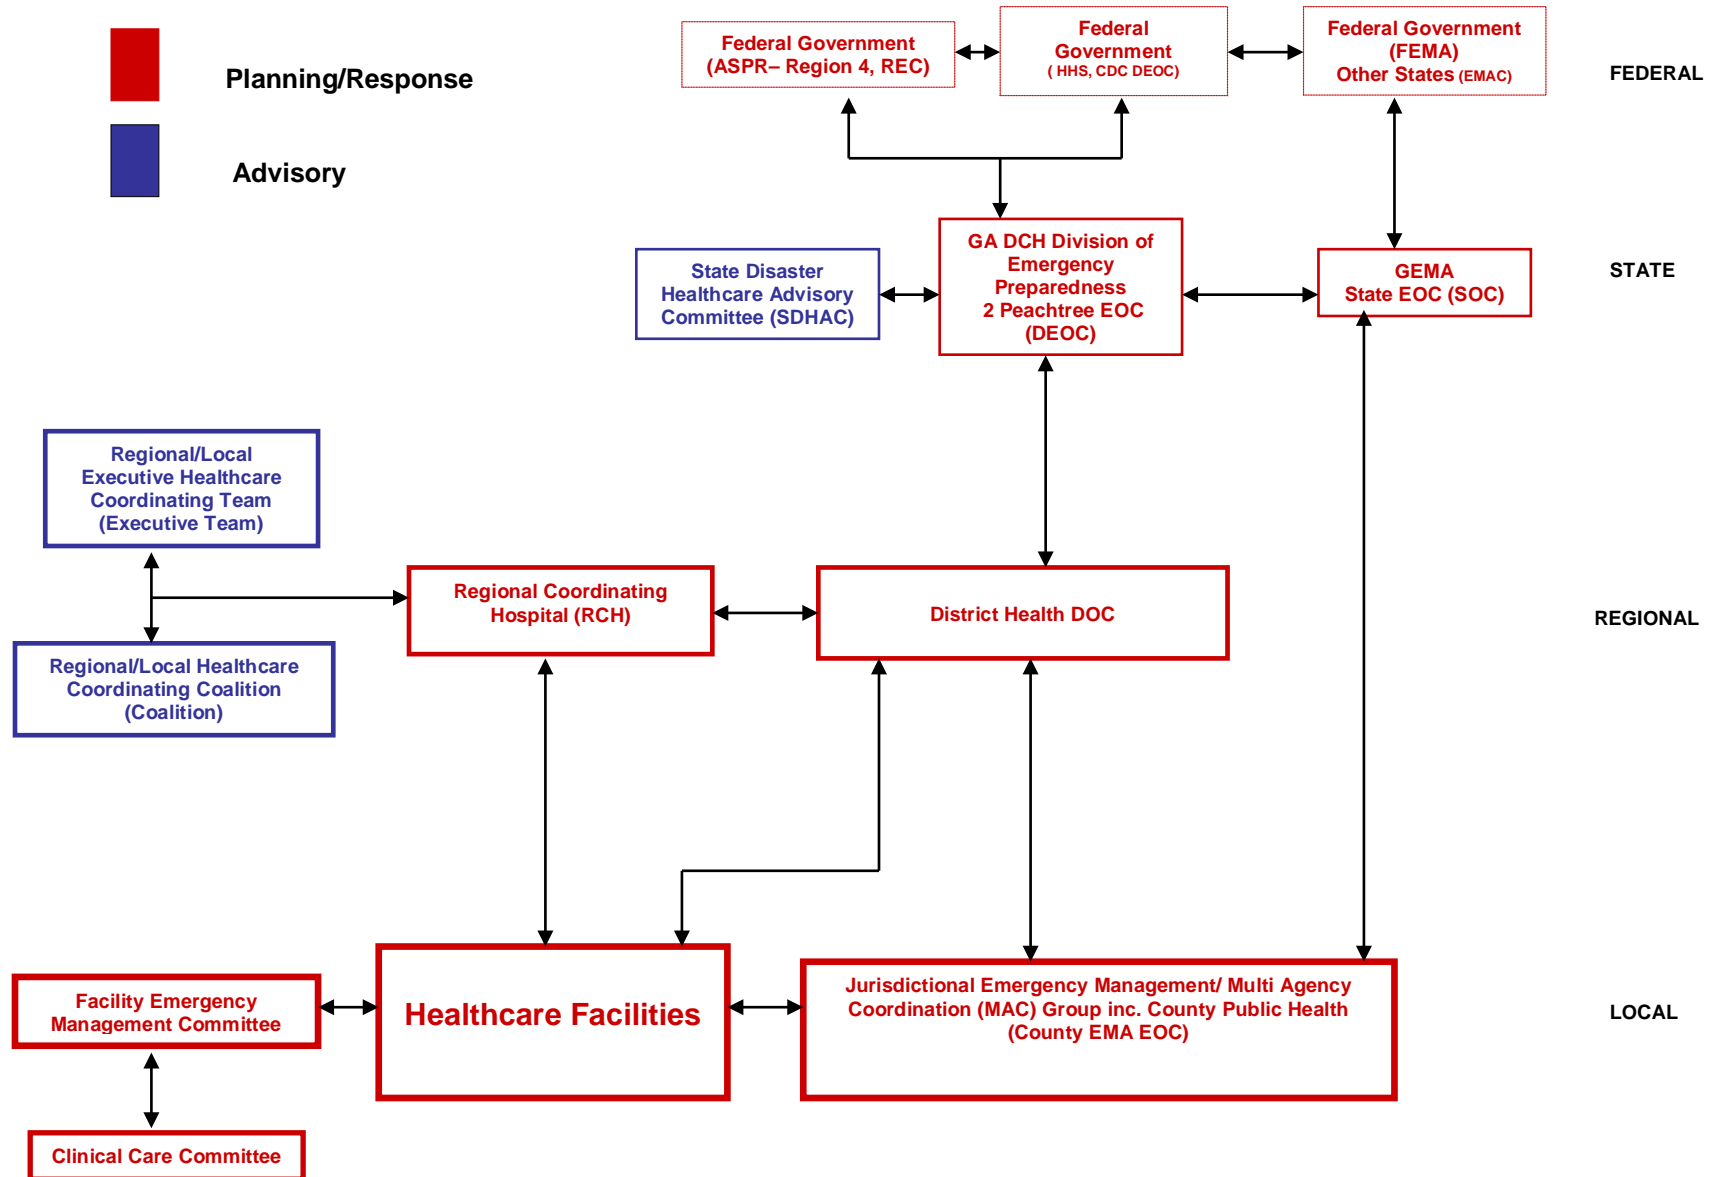 Planning/Response
Advisory
Federal Government
(ASPR– Region 4, REC)
Federal
Government
( HHS, CDC DEOC)
Federal Government
(FEMA)
Other States (EMAC)
FEDERAL
State Disaster
Healthcare Advisory
Committee (SDHAC)
GA DCH Division of
Emergency
Preparedness
2 Peachtree EOC
(DEOC)
GEMA
State EOC (SOC)
STATE
Regional/Local
Executive Healthcare
Coordinating Team
(Executive Team)
Regional Coordinating
Hospital (RCH)
District Health DOC
REGIONAL
Regional/Local Healthcare
Coordinating Coalition
(Coalition)
Facility Emergency
Management Committee
Healthcare Facilities
Jurisdictional Emergency Management/ Multi Agency
Coordination (MAC) Group inc. County Public Health
(County EMA EOC)
LOCAL
Clinical Care Committee